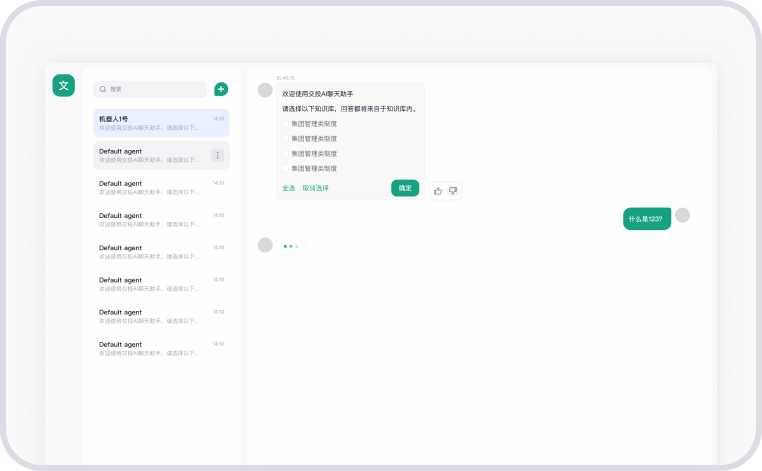 文
搜索
机器人1号
14:10
欢迎使用交投AI聊天助手，请选择以下...
Default agent
欢迎使用交投AI聊天助手，请选择以下...
Default agent
14:10
欢迎使用交投AI聊天助手，请选择以下...
Default agent
14:10
欢迎使用交投AI聊天助手，请选择以下...
Default agent
14:10
欢迎使用交投AI聊天助手，请选择以下...
Default agent
14:10
欢迎使用交投AI聊天助手，请选择以下...
Default agent
14:10
欢迎使用交投AI聊天助手，请选择以下...
Default agent
14:10
欢迎使用交投AI聊天助手，请选择以下...
15:45:15
欢迎使用交投AI聊天助手
请选择以下知识库，回答都将来自于知识库内。
集团管理类制度
集团管理类制度
集团管理类制度
集团管理类制度
全选 取消选择 确定
什么是123?